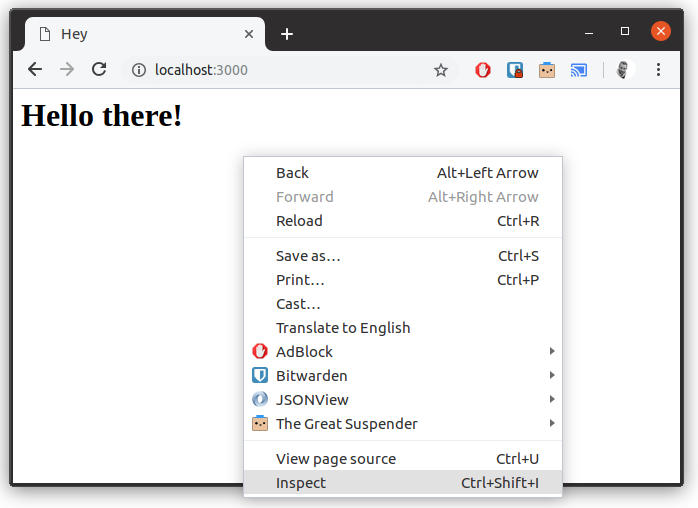 Hey
localhost:3000
Hello there!
Back Alt+Left Arrow
Forward Alt+Right Arrow
Reload Ctrl+R
Save as... Ctrl+S
Print... Ctrl+P
Cast...
Translate to English
AdBlock
Bitwarden
JSONView
The Great Suspender
View page source Ctrl+U
Inspect Ctrl+Shift+I